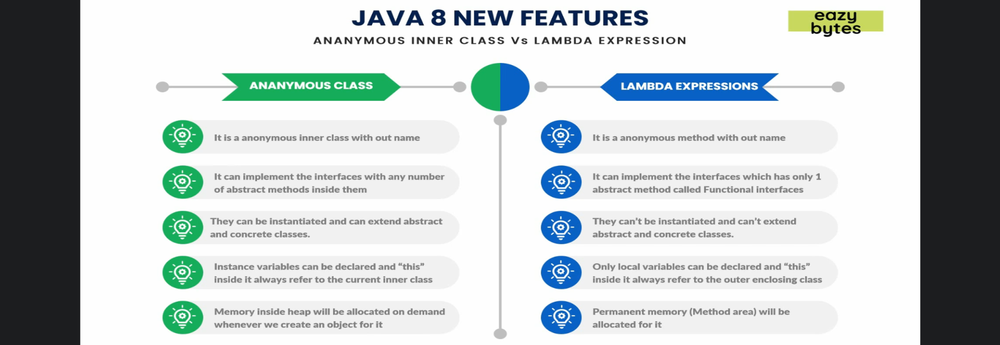 JAVA 8 NEW FEATURES
eazy
bytes
ANANYMOUS INNER CLASS Vs LAMBDA EXPRESSION
ANANYMOUS CLASS
It is a anonymous inner class with out name
It can implement the interfaces with any number
of abstract methods inside them
They can be instantiated and can extend abstract
and concrete classes.
Instance variables can be declared and “this”
inside it always refer to the current inner class
Memory inside heap will be allocated on demand
whenever we create an object for it
LAMBDA EXPRESSIONS
It is a anonymous method with out name
It can implement the interfaces which has only 1
abstract method called Functional interfaces
They can’t be instantiated and can’t extend
abstract and concrete classes.
Only local variables can be declared and “this”
inside it always refer to the outer enclosing class
Permanent memory (Method area) will be
allocated for it